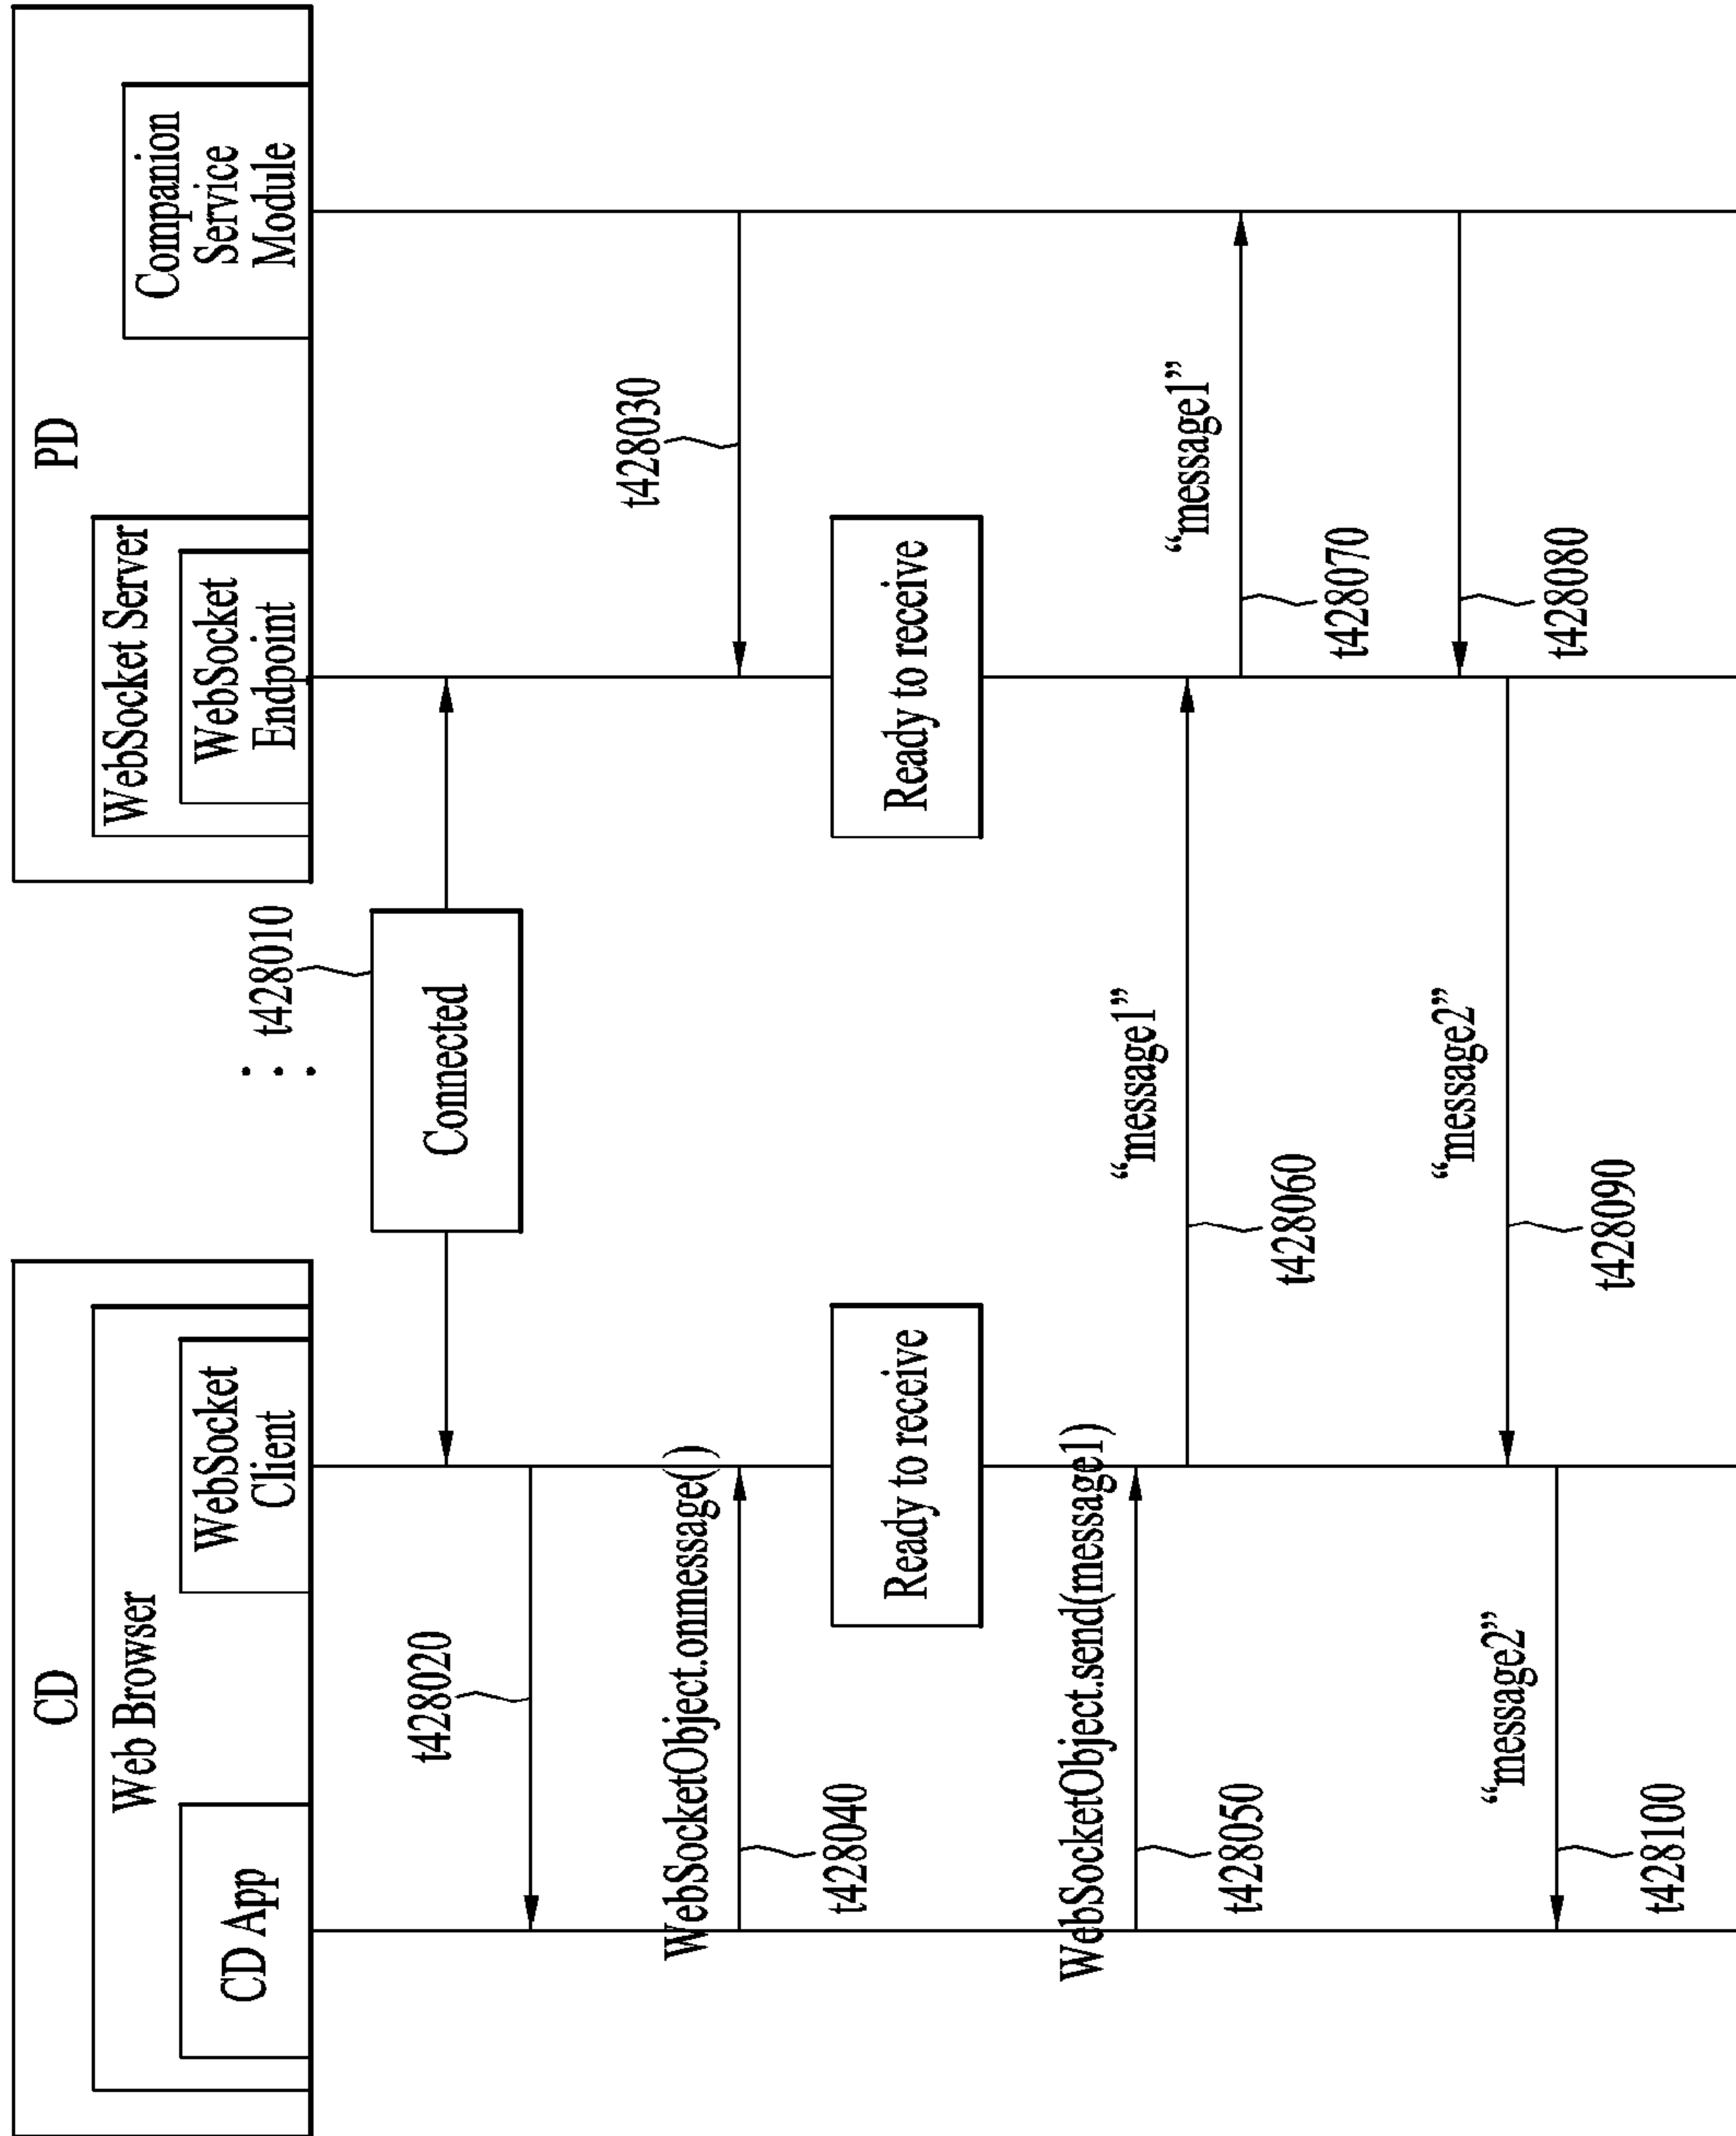 CD
Web Browser
CD App
WebSocket
Client
PD
WebSocket Server
WebSocket
Endpoint
Companion
Service
Module
t428010
Connected
t428020
t428030
WebSocketObject.onmessage( )
t428040
Ready to receive
Ready to receive
WebSocketObject.send(message1)
t428050
“message1”
t428060
“message1”
t428070
t428080
“message2”
t428090
“message2”
t428100